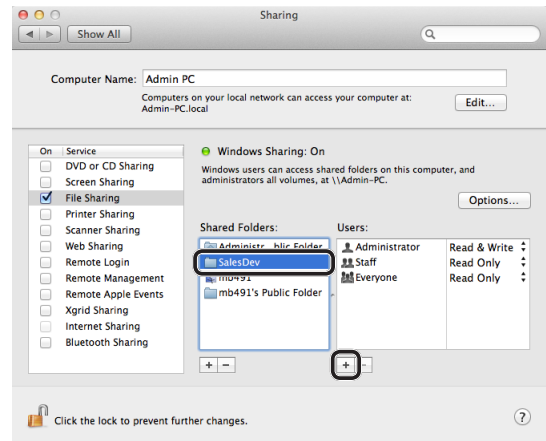 Sharing
Show All
Computer Name: Admin PC
Computers on your local network can access your computer at:
Admin-PC.local
Edit...
On Service
DVD or CD Sharing
Screen Sharing
File Sharing
Printer Sharing
Scanner Sharing
Web Sharing
Remote Login
Remote Management
Remote Apple Events
Xgrid Sharing
Internet Sharing
Bluetooth Sharing
Windows Sharing: On
Windows users can access shared folders on this computer, and
administrators all volumes, at \\Admin-PC.
Options...
Shared Folders:
Administr... blic Folder
SalesDev
mb491
mb491's Public Folder
+ −
Users:
Administrator Read & Write
Staff Read Only
Everyone Read Only
+ −
Click the lock to prevent further changes.
?